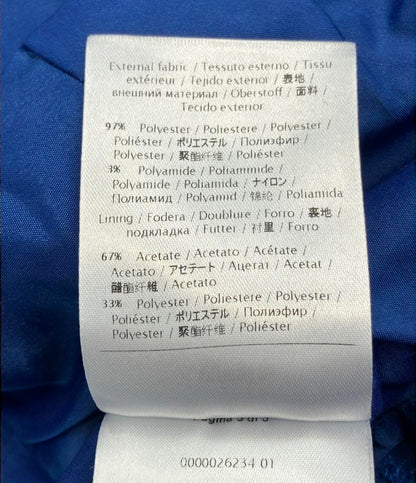 External fabric / Tessuto esterno / Tissu
extérieur / Tejido exterior / 表地 /
внешний материал / Oberstoff / 面料 /
Tecido exterior
97% Polyester / Poliestere / Polyester /
Poliéster / ポリエステル / Полиэфир /
Polyester / 聚酯纤维 / Poliéster
3% Polyamide / Poliammide /
Polyamide / Poliamida / ナイロン /
Полиамид / Polyamid / 锦纶 / Poliamida
Lining / Fodera / Doublure / Forro / 裏地 /
подкладка / Futter / 衬里 / Forro
67% Acetate / Acetato / Acétate /
Acetato / アセテート / Ацетат / Acetat /
醋酯纤维 / Acetato
33% Polyester / Poliestere / Polyester /
Poliéster / ポリエステル / Полиэфир /
Polyester / 聚酯纤维 / Poliéster
Pagina 3 di 3
0000026234 01